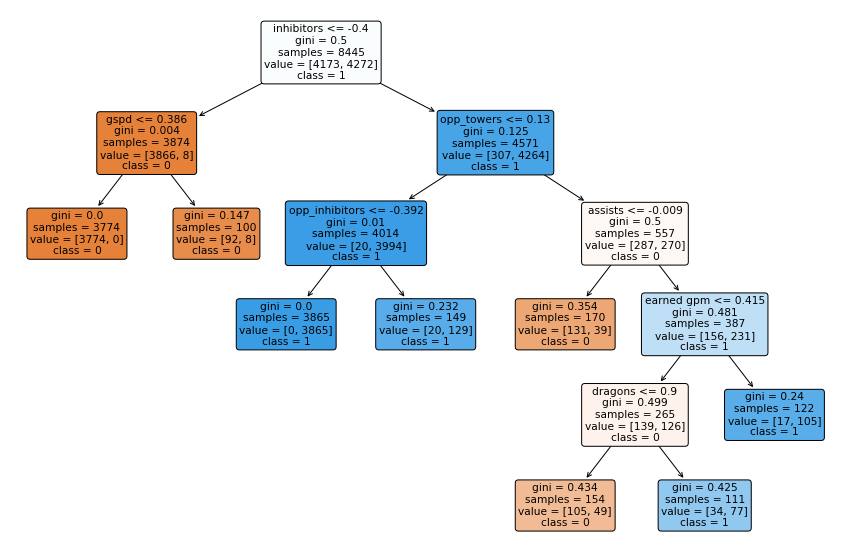 inhibitors <= -0.4
gini = 0.5
samples = 8445
value = [4173, 4272]
class = 1
gspd <= 0.386
gini = 0.004
samples = 3874
value = [3866, 8]
class = 0
opp_towers <= 0.13
gini = 0.125
samples = 4571
value = [307, 4264]
class = 1
gini = 0.0
samples = 3774
value = [3774, 0]
class = 0
gini = 0.147
samples = 100
value = [92, 8]
class = 0
opp_inhibitors <= -0.392
gini = 0.01
samples = 4014
value = [20, 3994]
class = 1
assists <= -0.009
gini = 0.5
samples = 557
value = [287, 270]
class = 0
gini = 0.0
samples = 3865
value = [0, 3865]
class = 1
gini = 0.232
samples = 149
value = [20, 129]
class = 1
gini = 0.354
samples = 170
value = [131, 39]
class = 0
earned gpm <= 0.415
gini = 0.481
samples = 387
value = [156, 231]
class = 1
dragons <= 0.9
gini = 0.499
samples = 265
value = [139, 126]
class = 0
gini = 0.24
samples = 122
value = [17, 105]
class = 1
gini = 0.434
samples = 154
value = [105, 49]
class = 0
gini = 0.425
samples = 111
value = [34, 77]
class = 1